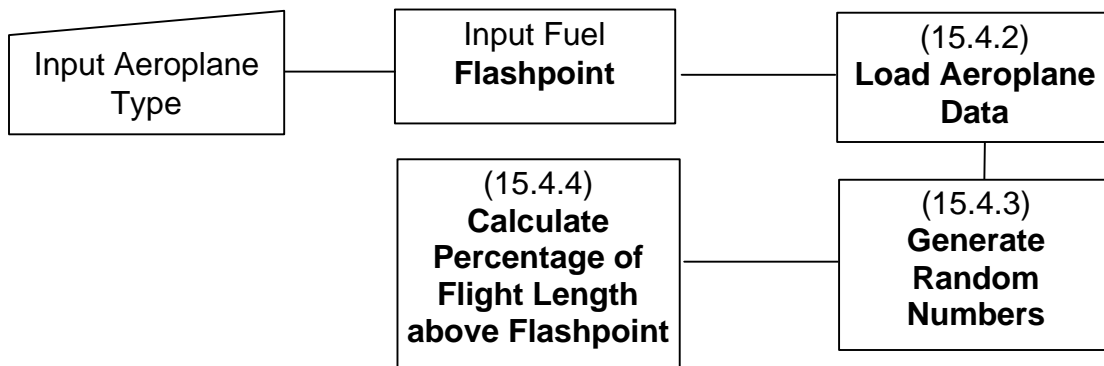 Input Aeroplane
Type
Input Fuel
Flashpoint
(15.4.2)
Load Aeroplane
Data
(15.4.3)
Generate
Random
Numbers
(15.4.4)
Calculate
Percentage of
Flight Length
above Flashpoint